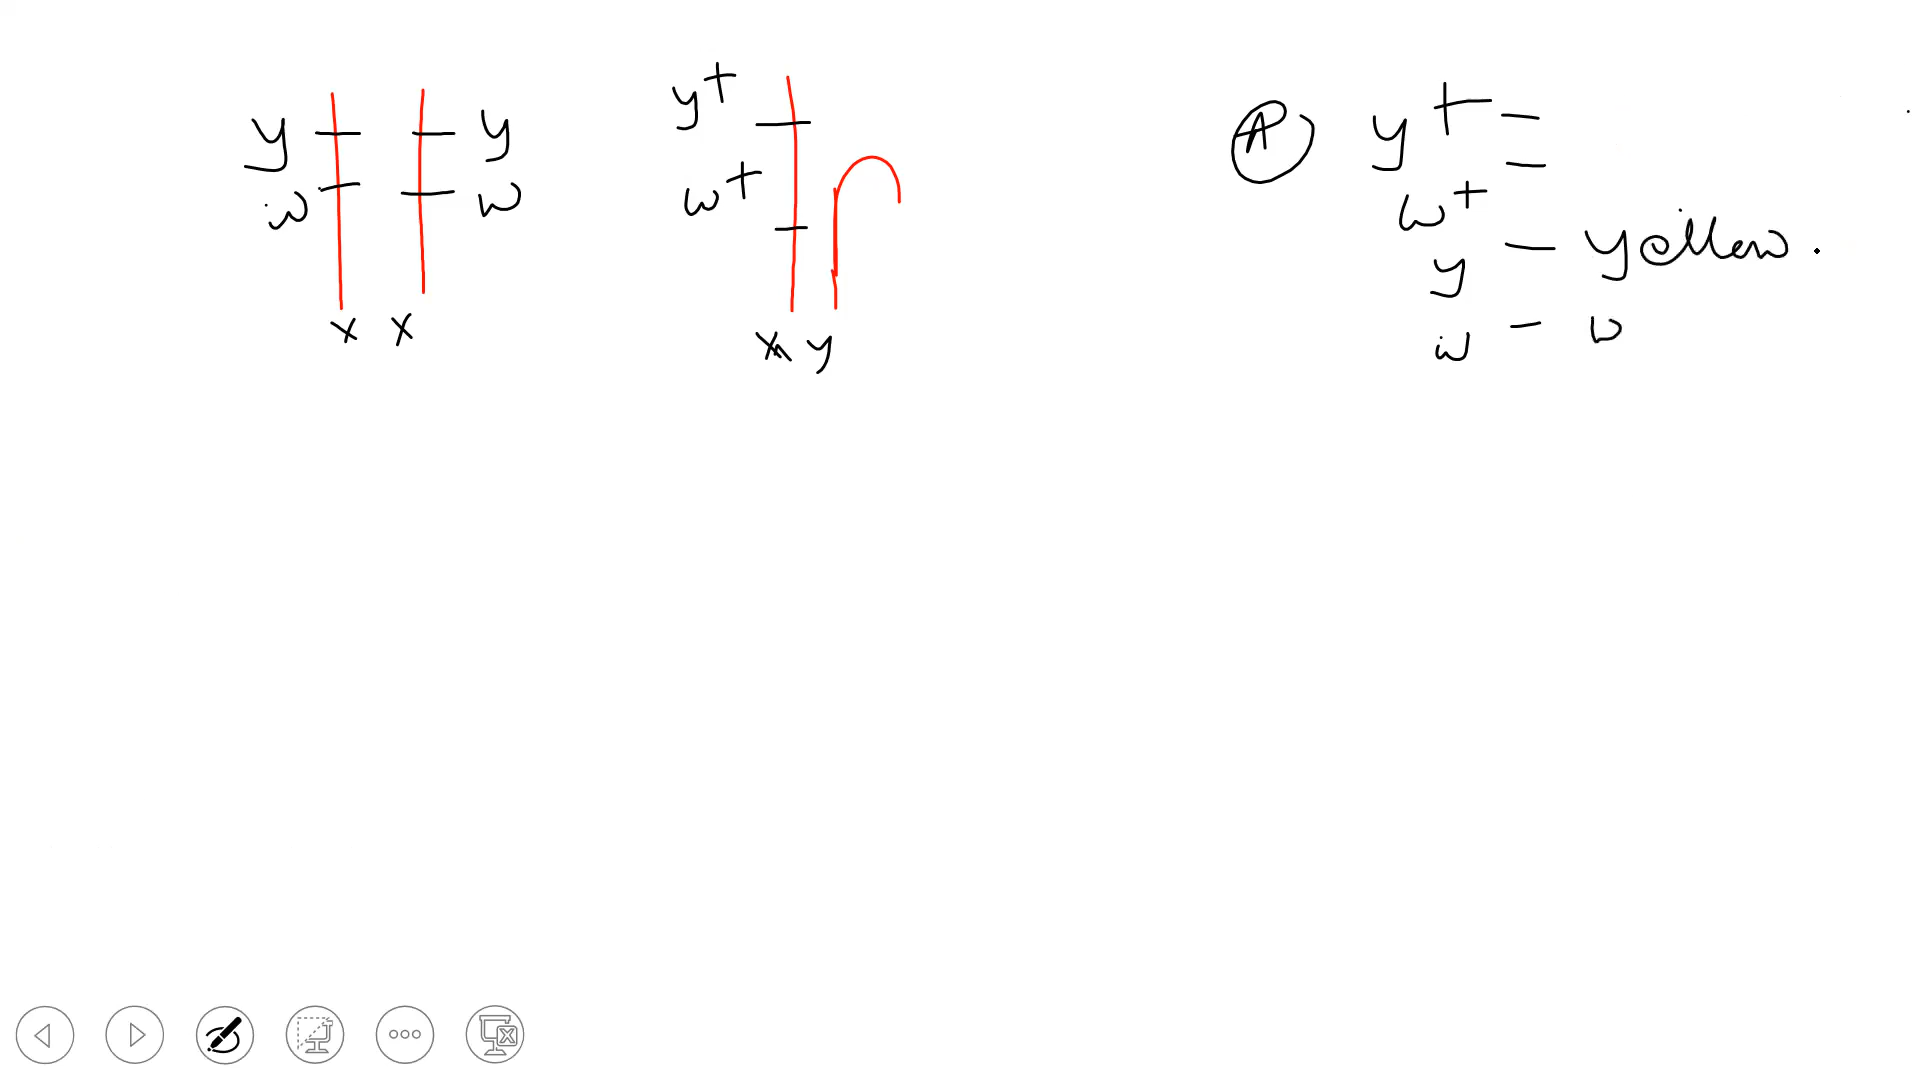 y y
w w
x x
y+
w+
x y
A y+ =
w+
y - yellow.
w - w